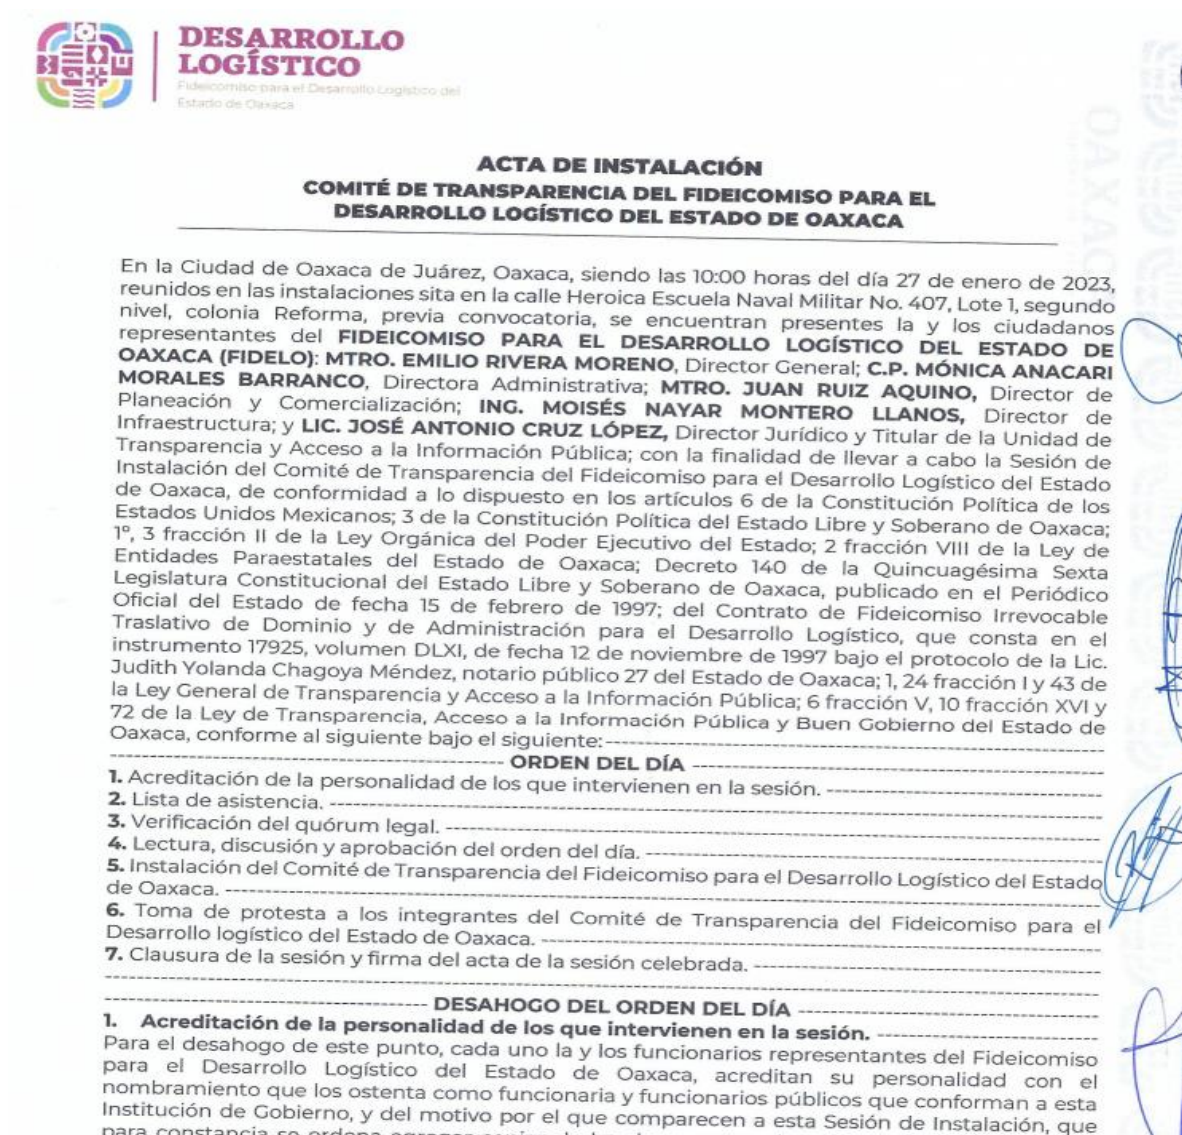 DESARROLLO
LOGÍSTICO
Fideicomiso para el Desarrollo Logístico del
Estado de Oaxaca
OAXACA
ACTA DE INSTALACIÓN
COMITÉ DE TRANSPARENCIA DEL FIDEICOMISO PARA EL
DESARROLLO LOGÍSTICO DEL ESTADO DE OAXACA
En la Ciudad de Oaxaca de Juárez, Oaxaca, siendo las 10:00 horas del día 27 de enero de 2023,
reunidos en las instalaciones sita en la calle Heroica Escuela Naval Militar No. 407, Lote 1, segundo
nivel, colonia Reforma, previa convocatoria, se encuentran presentes la y los ciudadanos
representantes del FIDEICOMISO PARA EL DESARROLLO LOGÍSTICO DEL ESTADO DE
OAXACA (FIDELO): MTRO. EMILIO RIVERA MORENO, Director General; C.P. MÓNICA ANACARI
MORALES BARRANCO, Directora Administrativa; MTRO. JUAN RUIZ AQUINO, Director de
Planeación y Comercialización; ING. MOISÉS NAYAR MONTERO LLANOS, Director de
Infraestructura; y LIC. JOSÉ ANTONIO CRUZ LÓPEZ, Director Jurídico y Titular de la Unidad de
Transparencia y Acceso a la Información Pública; con la finalidad de llevar a cabo la Sesión de
Instalación del Comité de Transparencia del Fideicomiso para el Desarrollo Logístico del Estado
de Oaxaca, de conformidad a lo dispuesto en los artículos 6 de la Constitución Política de los
Estados Unidos Mexicanos; 3 de la Constitución Política del Estado Libre y Soberano de Oaxaca;
1º, 3 fracción II de la Ley Orgánica del Poder Ejecutivo del Estado; 2 fracción VIII de la Ley de
Entidades Paraestatales del Estado de Oaxaca; Decreto 140 de la Quincuagésima Sexta
Legislatura Constitucional del Estado Libre y Soberano de Oaxaca, publicado en el Periódico
Oficial del Estado de fecha 15 de febrero de 1997; del Contrato de Fideicomiso Irrevocable
Traslativo de Dominio y de Administración para el Desarrollo Logístico, que consta en el
instrumento 17925, volumen DLXI, de fecha 12 de noviembre de 1997 bajo el protocolo de la Lic.
Judith Yolanda Chagoya Méndez, notario público 27 del Estado de Oaxaca; 1, 24 fracción I y 43 de
la Ley General de Transparencia y Acceso a la Información Pública; 6 fracción V, 10 fracción XVI y
72 de la Ley de Transparencia, Acceso a la Información Pública y Buen Gobierno del Estado de
Oaxaca, conforme al siguiente bajo el siguiente:
ORDEN DEL DÍA
1. Acreditación de la personalidad de los que intervienen en la sesión.
2. Lista de asistencia.
3. Verificación del quórum legal.
4. Lectura, discusión y aprobación del orden del día.
5. Instalación del Comité de Transparencia del Fideicomiso para el Desarrollo Logístico del Estado
de Oaxaca.
6. Toma de protesta a los integrantes del Comité de Transparencia del Fideicomiso para el
Desarrollo logístico del Estado de Oaxaca.
7. Clausura de la sesión y firma del acta de la sesión celebrada.
DESAHOGO DEL ORDEN DEL DÍA
1. Acreditación de la personalidad de los que intervienen en la sesión.
Para el desahogo de este punto, cada uno la y los funcionarios representantes del Fideicomiso
para el Desarrollo Logístico del Estado de Oaxaca, acreditan su personalidad con el
nombramiento que los ostenta como funcionaria y funcionarios públicos que conforman a esta
Institución de Gobierno, y del motivo por el que comparecen a esta Sesión de Instalación, que
para constancia se ordena